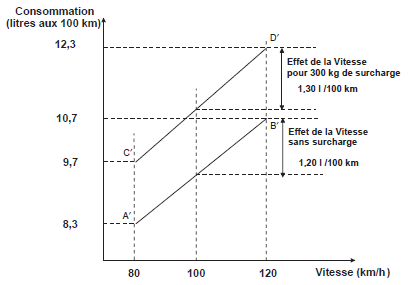 Consommation
(litres aux 100 km)
12,3
D'
Effet de la Vitesse
pour 300 kg de surcharge
1,30 l /100 km
10,7
B'
Effet de la Vitesse
sans surcharge
1,20 l /100 km
C'
9,7
A'
8,3
80 100 120 Vitesse (km/h)